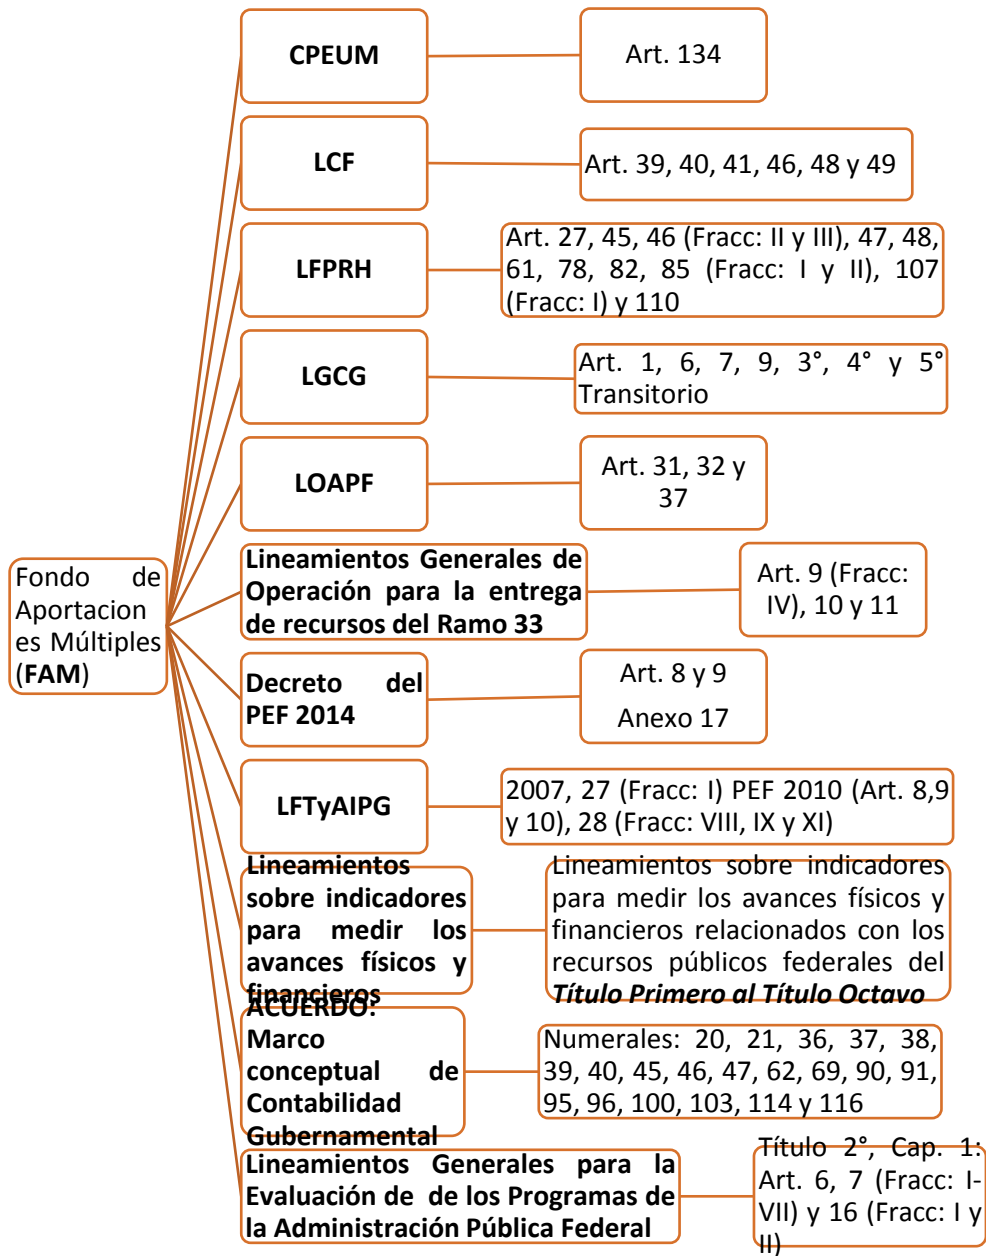 CPEUM
Art. 134
LCF
Art. 39, 40, 41, 46, 48 y 49
LFPRH
Art. 27, 45, 46 (Fracc: II y III), 47, 48,
61, 78, 82, 85 (Fracc: I y II), 107
(Fracc: I) y 110
LGCG
Art. 1, 6, 7, 9, 3°, 4° y 5°
Transitorio
LOAPF
Art. 31, 32 y
37
Fondo de
Aportacion
es Múltiples
(FAM)
Lineamientos Generales de
Operación para la entrega
de recursos del Ramo 33
Art. 9 (Fracc:
IV), 10 y 11
Decreto del
PEF 2014
Art. 8 y 9
Anexo 17
LFTyAIPG
2007, 27 (Fracc: I) PEF 2010 (Art. 8,9
y 10), 28 (Fracc: VIII, IX y XI)
Lineamientos
sobre indicadores
para medir los
avances físicos y
financieros
Lineamientos sobre indicadores
para medir los avances físicos y
financieros relacionados con los
recursos públicos federales del
Título Primero al Título Octavo
ACUERDO:
Marco
conceptual de
Contabilidad
Gubernamental
Numerales: 20, 21, 36, 37, 38,
39, 40, 45, 46, 47, 62, 69, 90, 91,
95, 96, 100, 103, 114 y 116
Lineamientos Generales para la
Evaluación de de los Programas de
la Administración Pública Federal
Título 2°, Cap. 1:
Art. 6, 7 (Fracc: I-
VII) y 16 (Fracc: I y
II)